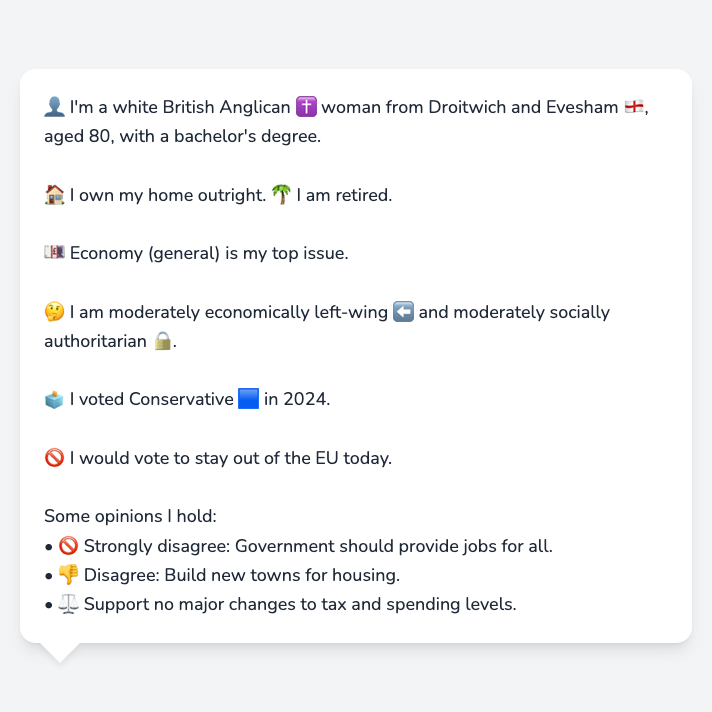 👤 I'm a white British Anglican ✝️ woman from Droitwich and Evesham 🏴󠁧󠁢󠁥󠁮󠁧󠁿,
aged 80, with a bachelor's degree.
🏠 I own my home outright. 🌴 I am retired.
💷 Economy (general) is my top issue.
🤔 I am moderately economically left-wing ⬅️ and moderately socially
authoritarian 🔒.
🗳️ I voted Conservative 🟦 in 2024.
🚫 I would vote to stay out of the EU today.
Some opinions I hold:
• 🚫 Strongly disagree: Government should provide jobs for all.
• 👎 Disagree: Build new towns for housing.
• ⚖️ Support no major changes to tax and spending levels.